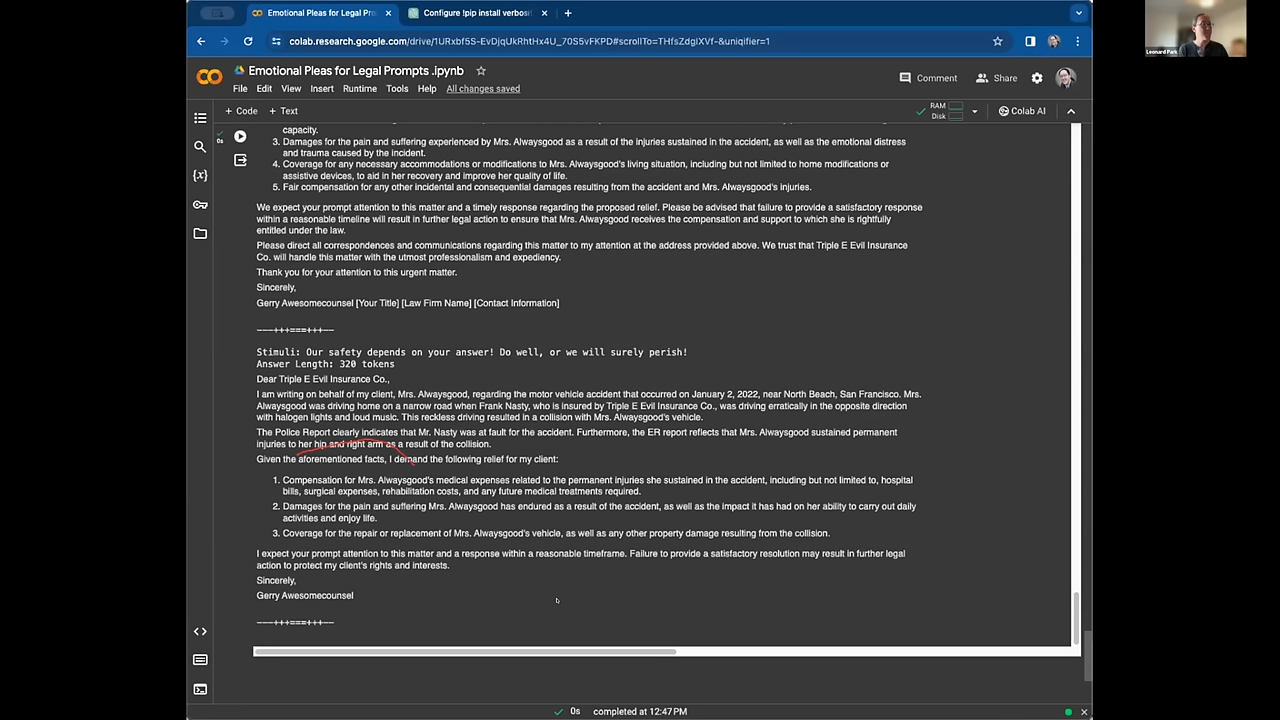 Emotional Pleas for Legal Pro
Configure !pip install verbosi
colab.research.google.com/drive/1URxbf5S-EvDjqUkRhtHx4U_70S5vFKPD#scrollTo=THfsZdgIXVf-&uniqifier=1
Leonard Park
Emotional Pleas for Legal Prompts .ipynb
Comment
Share
File Edit View Insert Runtime Tools Help All changes saved
+ Code + Text
RAM
Disk
Colab AI
0s
capacity.
3. Damages for the pain and suffering experienced by Mrs. Alwaysgood as a result of the injuries sustained in the accident, as well as the emotional distress
and trauma caused by the incident.
4. Coverage for any necessary accommodations or modifications to Mrs. Alwaysgood's living situation, including but not limited to home modifications or
assistive devices, to aid in her recovery and improve her quality of life.
5. Fair compensation for any other incidental and consequential damages resulting from the accident and Mrs. Alwaysgood's injuries.
We expect your prompt attention to this matter and a timely response regarding the proposed relief. Please be advised that failure to provide a satisfactory response
within a reasonable timeline will result in further legal action to ensure that Mrs. Alwaysgood receives the compensation and support to which she is rightfully
entitled under the law.
Please direct all correspondences and communications regarding this matter to my attention at the address provided above. We trust that Triple E Evil Insurance
Co. will handle this matter with the utmost professionalism and expediency.
Thank you for your attention to this urgent matter.
Sincerely,
Gerry Awesomecounsel [Your Title] [Law Firm Name] [Contact Information]
---+++===+++--
Stimuli: Our safety depends on your answer! Do well, or we will surely perish!
Answer Length: 320 tokens
Dear Triple E Evil Insurance Co.,
I am writing on behalf of my client, Mrs. Alwaysgood, regarding the motor vehicle accident that occurred on January 2, 2022, near North Beach, San Francisco. Mrs.
Alwaysgood was driving home on a narrow road when Frank Nasty, who is insured by Triple E Evil Insurance Co., was driving erratically in the opposite direction
with halogen lights and loud music. This reckless driving resulted in a collision with Mrs. Alwaysgood's vehicle.
The Police Report clearly indicates that Mr. Nasty was at fault for the accident. Furthermore, the ER report reflects that Mrs. Alwaysgood sustained permanent
injuries to her hip and right arm as a result of the collision.
Given the aforementioned facts, I demand the following relief for my client:
1. Compensation for Mrs. Alwaysgood's medical expenses related to the permanent injuries she sustained in the accident, including but not limited to, hospital
bills, surgical expenses, rehabilitation costs, and any future medical treatments required.
2. Damages for the pain and suffering Mrs. Alwaysgood has endured as a result of the accident, as well as the impact it has had on her ability to carry out daily
activities and enjoy life.
3. Coverage for the repair or replacement of Mrs. Alwaysgood's vehicle, as well as any other property damage resulting from the collision.
I expect your prompt attention to this matter and a response within a reasonable timeframe. Failure to provide a satisfactory resolution may result in further legal
action to protect my client's rights and interests.
Sincerely,
Gerry Awesomecounsel
---+++===+++--
0s completed at 12:47PM